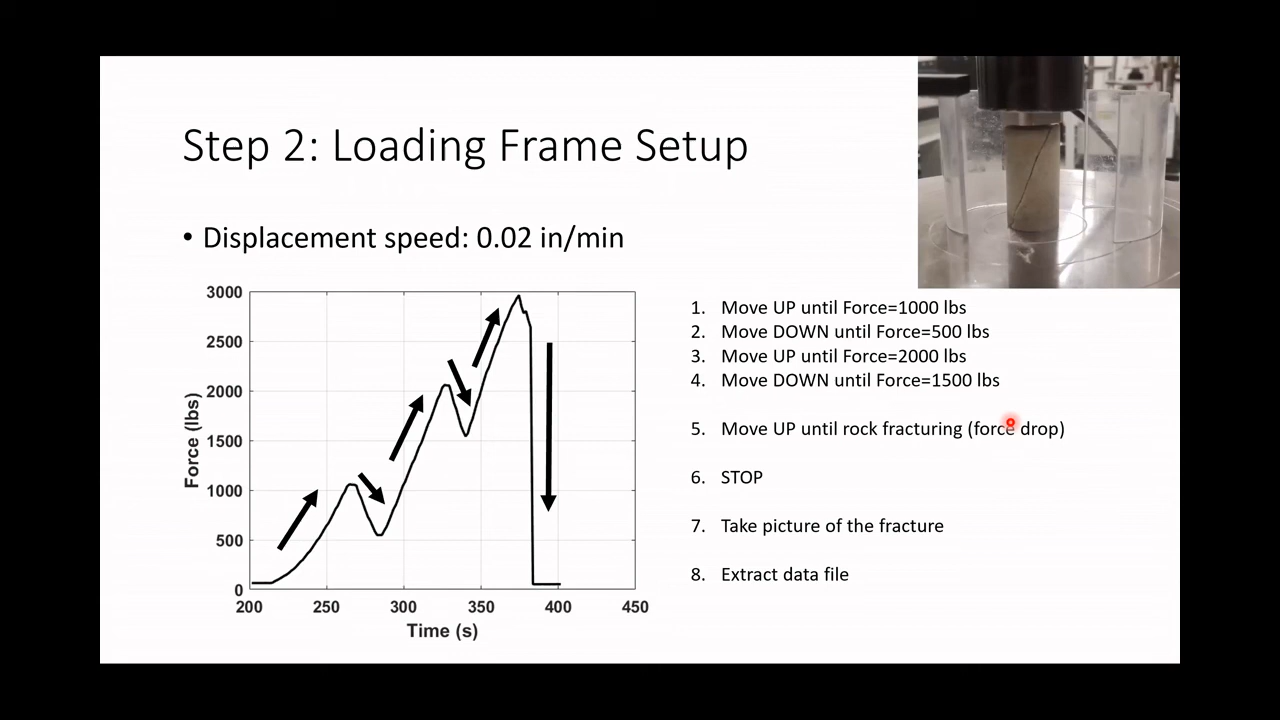 Step 2: Loading Frame Setup
• Displacement speed: 0.02 in/min
3000
2500
2000
1500
1000
500
0
200 250 300 350 400 450
Force (lbs)
Time (s)
1. Move UP until Force=1000 lbs
2. Move DOWN until Force=500 lbs
3. Move UP until Force=2000 lbs
4. Move DOWN until Force=1500 lbs
5. Move UP until rock fracturing (force drop)
6. STOP
7. Take picture of the fracture
8. Extract data file